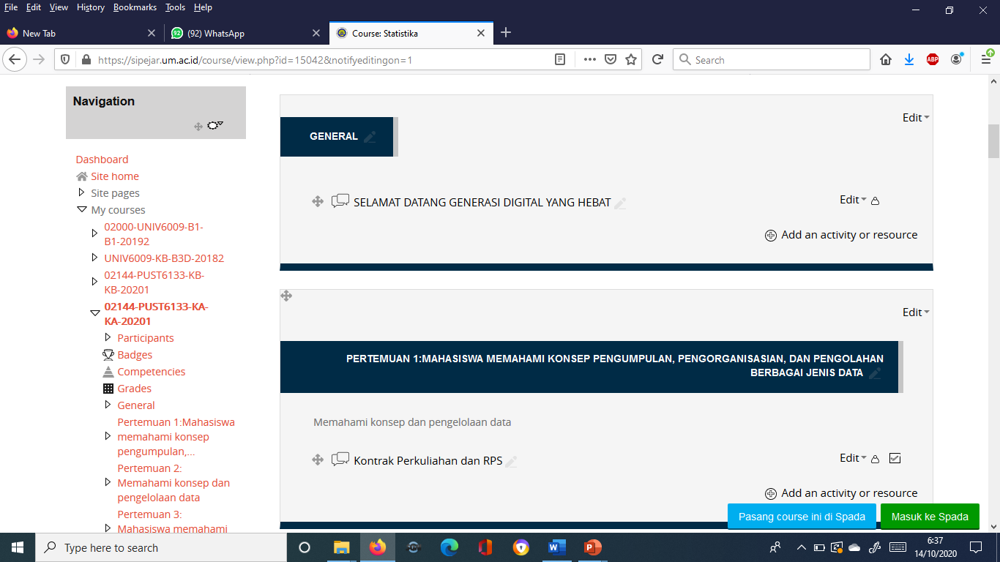 File Edit View History Bookmarks Tools Help
New Tab
(92) WhatsApp
Course: Statistika
https://sipejar.um.ac.id/course/view.php?id=15042&notifyeditingon=1
Search
ABP
Navigation
Dashboard
Site home
Site pages
My courses
02000-UNIV6009-B1-
B1-20192
UNIV6009-KB-B3D-20182
02144-PUST6133-KB-
KB-20201
02144-PUST6133-KA-
KA-20201
Participants
Badges
Competencies
Grades
General
Pertemuan 1:Mahasiswa
memahami konsep
pengumpulan,...
Pertemuan 2:
Memahami konsep dan
pengelolaan data
Pertemuan 3:
Mahasiswa memahami
Edit
GENERAL
SELAMAT DATANG GENERASI DIGITAL YANG HEBAT
Edit
Add an activity or resource
Edit
PERTEMUAN 1:MAHASISWA MEMAHAMI KONSEP PENGUMPULAN, PENGORGANISASIAN, DAN PENGOLAHAN
BERBAGAI JENIS DATA
Memahami konsep dan pengelolaan data
Kontrak Perkuliahan dan RPS
Edit
Add an activity or resource
Pasang course ini di Spada
Masuk ke Spada
Type here to search
6:37
14/10/2020